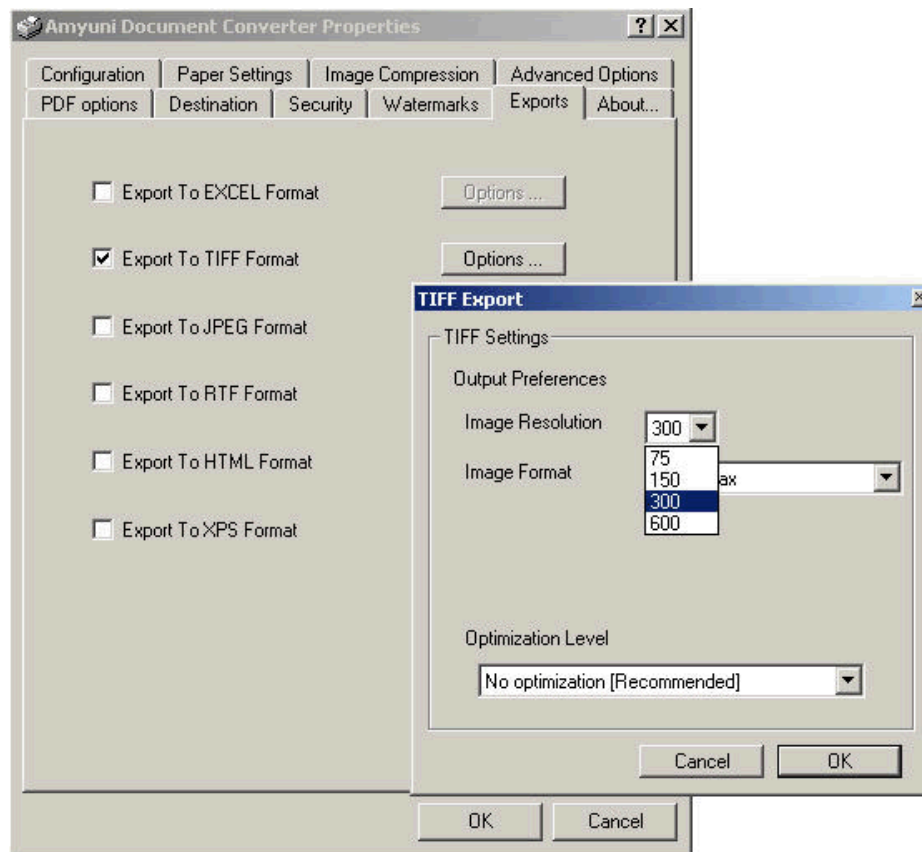 Amyuni Document Converter Properties
Configuration Paper Settings Image Compression Advanced Options
PDF options Destination Security Watermarks Exports About...
Export To EXCEL Format Options ...
Export To TIFF Format Options ...
Export To JPEG Format
Export To RTF Format
Export To HTML Format
Export To XPS Format
TIFF Export
TIFF Settings
Output Preferences
Image Resolution 300
75
150
300
600
Image Format
Optimization Level
No optimization [Recommended]
Cancel OK
OK Cancel